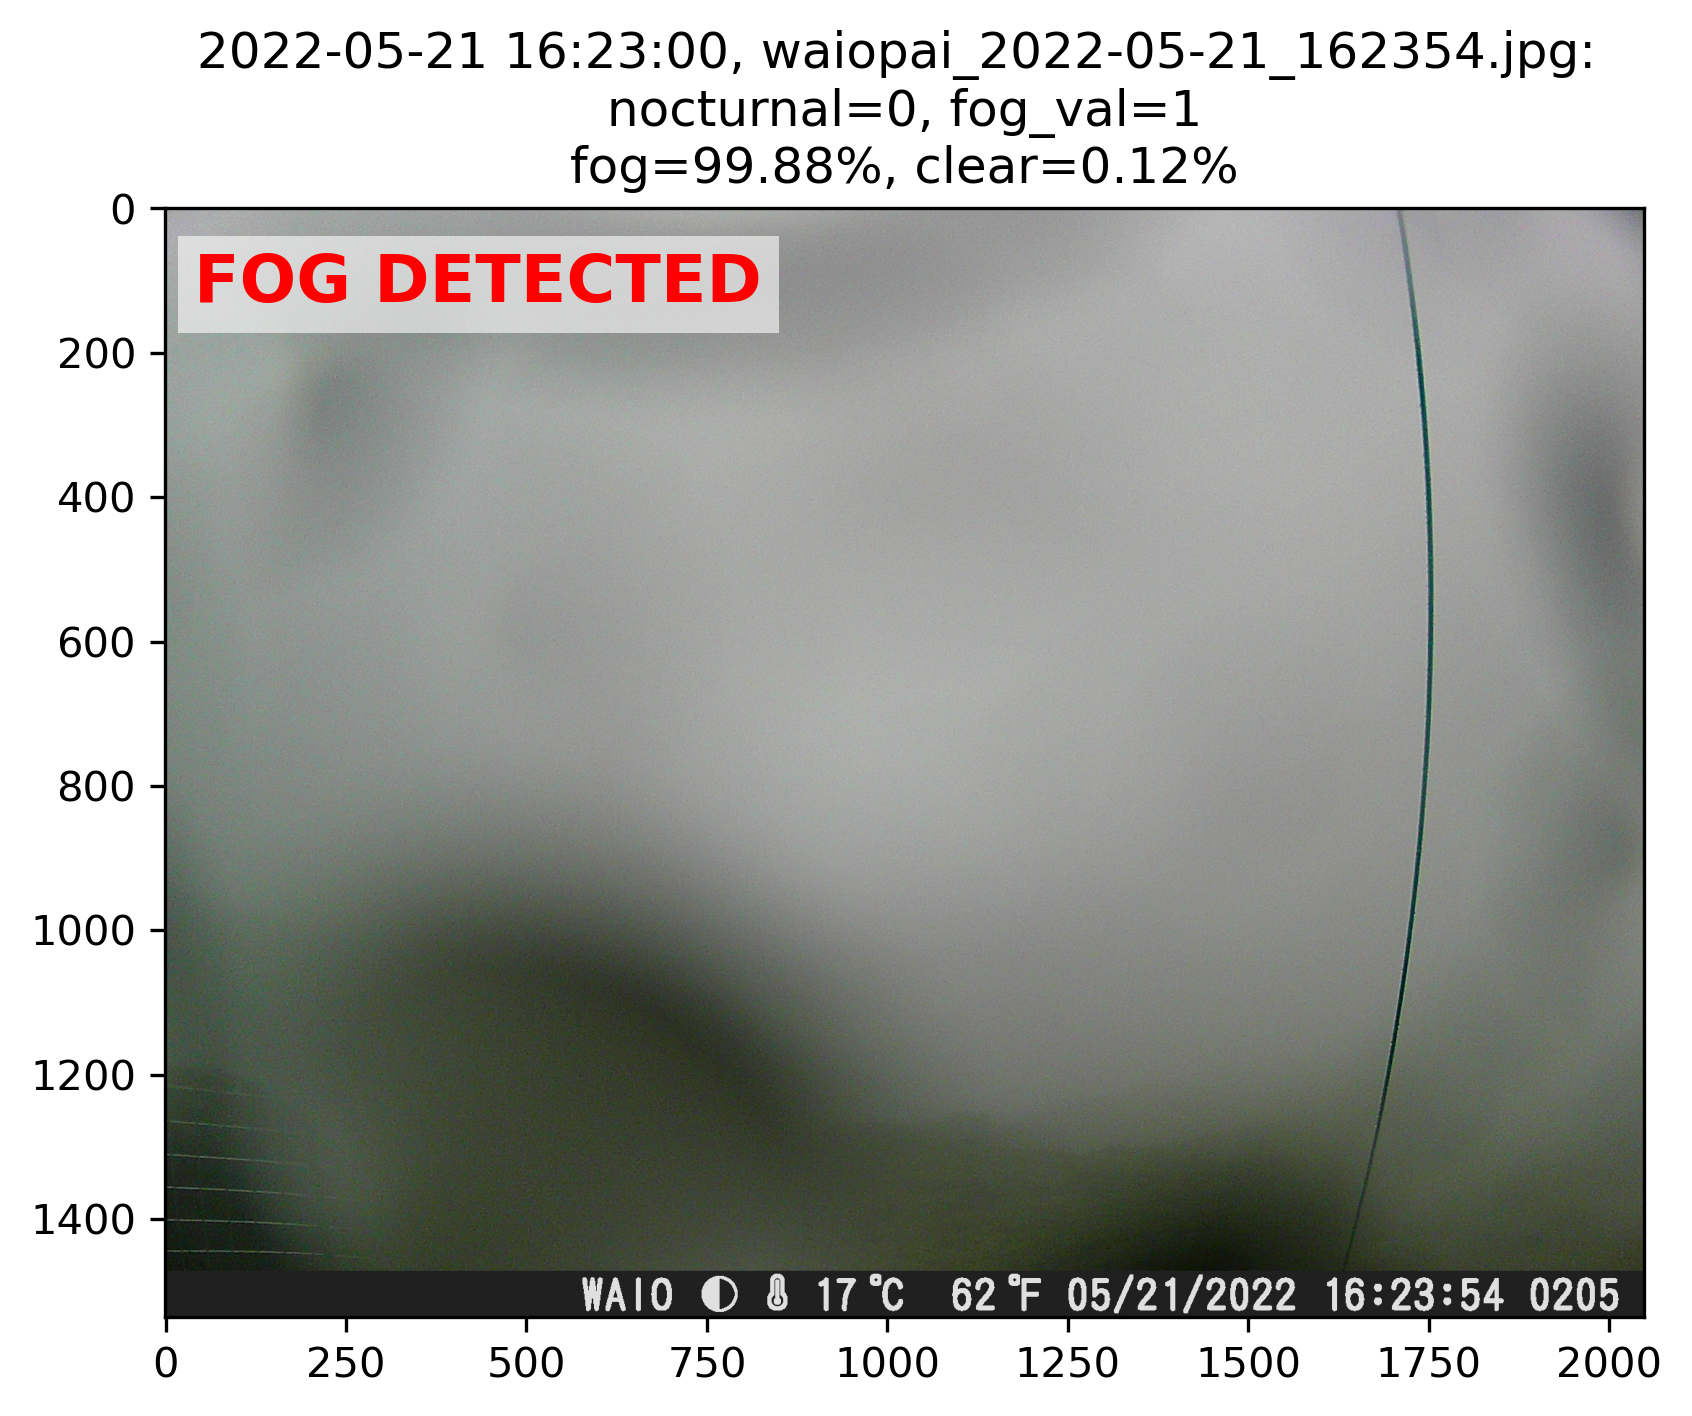 2022-05-21 16:23:00, waiopai_2022-05-21_162354.jpg:
nocturnal=0, fog_val=1
fog=99.88%, clear=0.12%
FOG DETECTED
0
200
400
600
800
1000
1200
1400
WAIO 17°C 62°F 05/21/2022 16:23:54 0205
0 250 500 750 1000 1250 1500 1750 2000